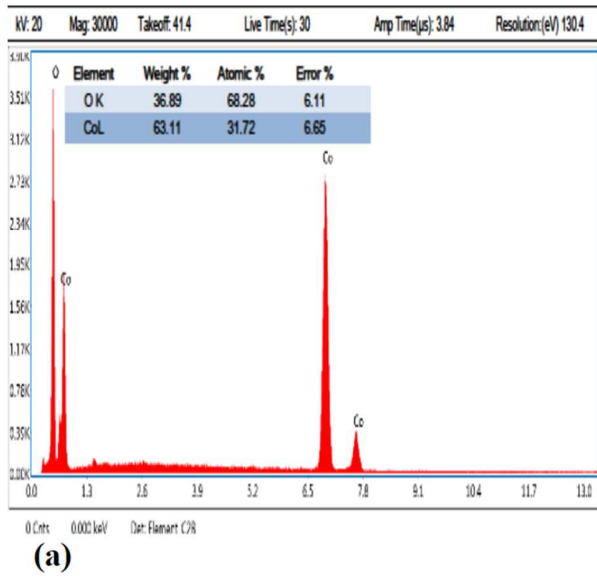 kV: 20 Mag: 30000 Takeoff: 41.4 Live Time(s): 30 Amp Time(µs): 3.84 Resolution:(eV) 130.4
3.90K
O Element Weight % Atomic % Error %
3.51K
O K 36.89 68.28 6.11
CoL 63.11 31.72 6.65
3.12K
Co
2.73K
2.34K
1.95K
Co
1.56K
1.17K
0.78K
Co
0.39K
0.00K
0.0 1.3 2.6 3.9 5.2 6.5 7.8 9.1 10.4 11.7 13.0
0 Cnts 0.000 keV Det: Element C2B
(a)